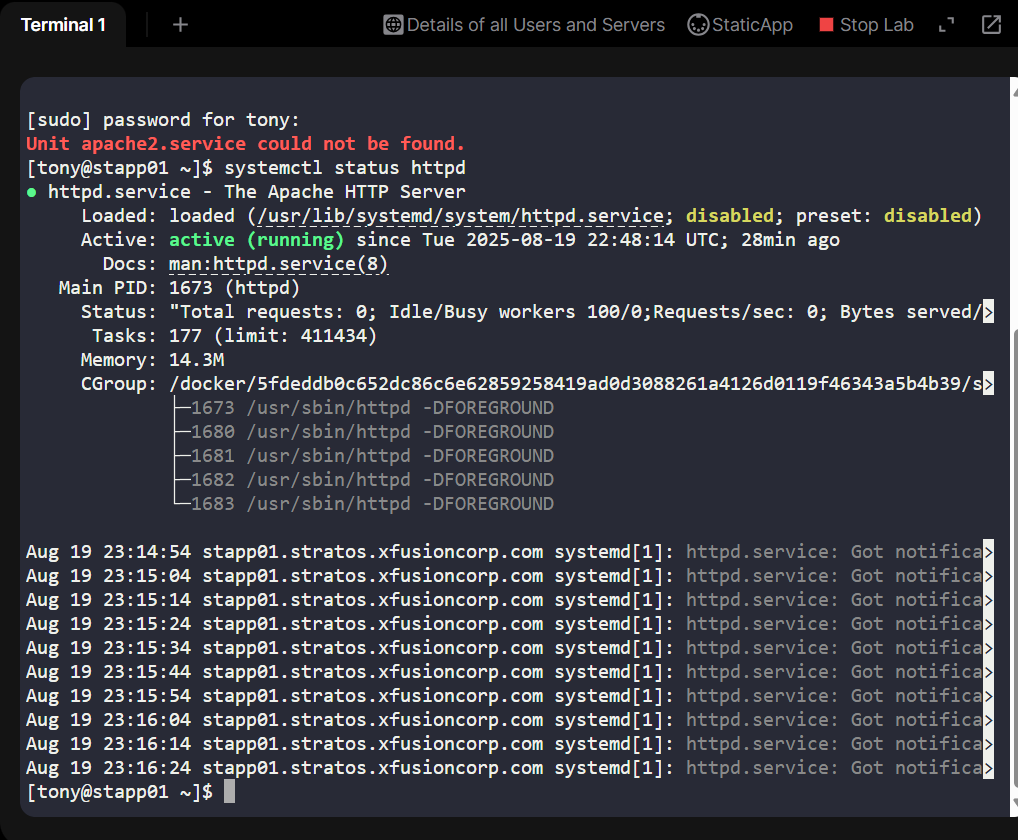 Terminal 1 + Details of all Users and Servers StaticApp Stop Lab
[sudo] password for tony:
Unit apache2.service could not be found.
[tony@stapp01 ~]$ systemctl status httpd
● httpd.service - The Apache HTTP Server
Loaded: loaded (/usr/lib/systemd/system/httpd.service; disabled; preset: disabled)
Active: active (running) since Tue 2025-08-19 22:48:14 UTC; 28min ago
Docs: man:httpd.service(8)
Main PID: 1673 (httpd)
Status: "Total requests: 0; Idle/Busy workers 100/0;Requests/sec: 0; Bytes served/>
Tasks: 177 (limit: 411434)
Memory: 14.3M
CGroup: /docker/5fdeddb0c652dc86c6e62859258419ad0d3088261a4126d0119f46343a5b4b39/s>
├─1673 /usr/sbin/httpd -DFOREGROUND
├─1680 /usr/sbin/httpd -DFOREGROUND
├─1681 /usr/sbin/httpd -DFOREGROUND
├─1682 /usr/sbin/httpd -DFOREGROUND
└─1683 /usr/sbin/httpd -DFOREGROUND
Aug 19 23:14:54 stapp01.stratos.xfusioncorp.com systemd[1]: httpd.service: Got notifica>
Aug 19 23:15:04 stapp01.stratos.xfusioncorp.com systemd[1]: httpd.service: Got notifica>
Aug 19 23:15:14 stapp01.stratos.xfusioncorp.com systemd[1]: httpd.service: Got notifica>
Aug 19 23:15:24 stapp01.stratos.xfusioncorp.com systemd[1]: httpd.service: Got notifica>
Aug 19 23:15:34 stapp01.stratos.xfusioncorp.com systemd[1]: httpd.service: Got notifica>
Aug 19 23:15:44 stapp01.stratos.xfusioncorp.com systemd[1]: httpd.service: Got notifica>
Aug 19 23:15:54 stapp01.stratos.xfusioncorp.com systemd[1]: httpd.service: Got notifica>
Aug 19 23:16:04 stapp01.stratos.xfusioncorp.com systemd[1]: httpd.service: Got notifica>
Aug 19 23:16:14 stapp01.stratos.xfusioncorp.com systemd[1]: httpd.service: Got notifica>
Aug 19 23:16:24 stapp01.stratos.xfusioncorp.com systemd[1]: httpd.service: Got notifica>
[tony@stapp01 ~]$